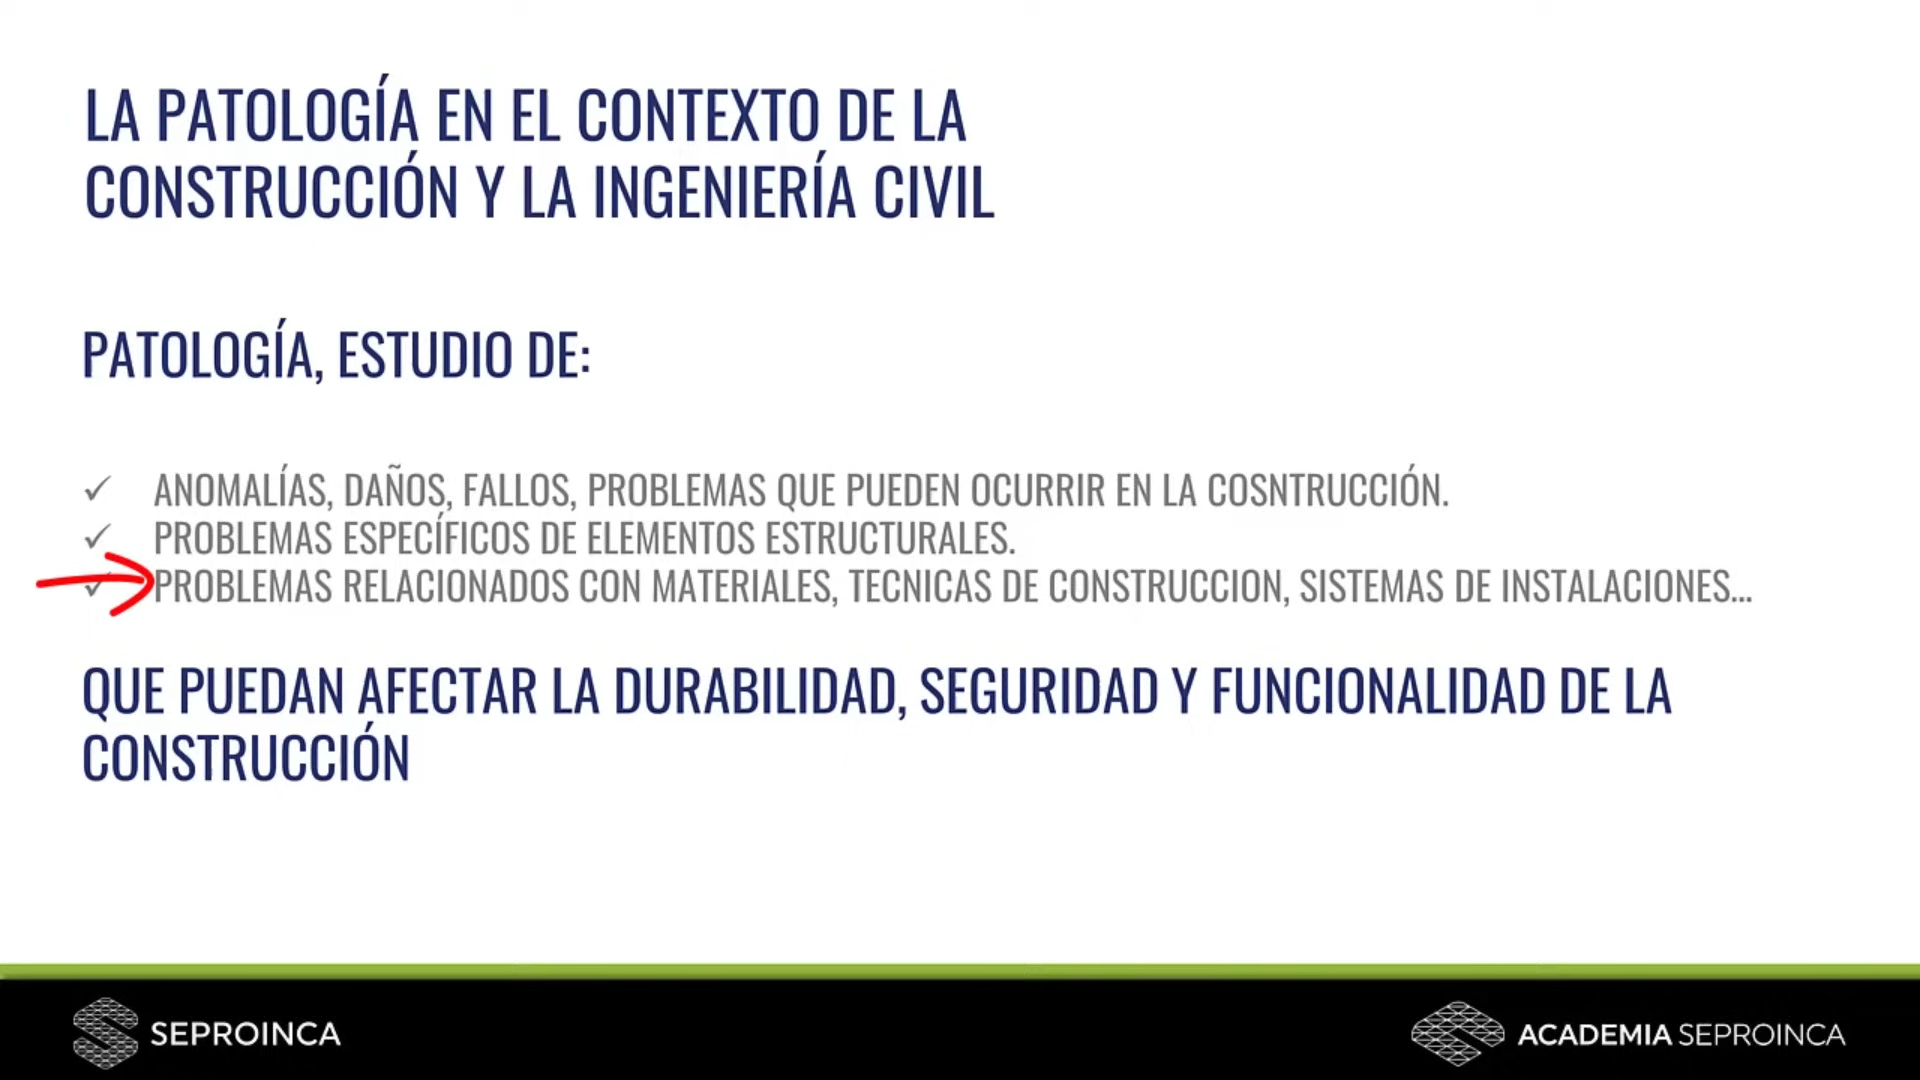 LA PATOLOGÍA EN EL CONTEXTO DE LA
CONSTRUCCIÓN Y LA INGENIERÍA CIVIL
PATOLOGÍA, ESTUDIO DE:
✓ ANOMALÍAS, DAÑOS, FALLOS, PROBLEMAS QUE PUEDEN OCURRIR EN LA COSNTRUCCIÓN.
✓ PROBLEMAS ESPECÍFICOS DE ELEMENTOS ESTRUCTURALES.
✓ PROBLEMAS RELACIONADOS CON MATERIALES, TECNICAS DE CONSTRUCCION, SISTEMAS DE INSTALACIONES...
QUE PUEDAN AFECTAR LA DURABILIDAD, SEGURIDAD Y FUNCIONALIDAD DE LA
CONSTRUCCIÓN
SEPROINCA
ACADEMIA SEPROINCA